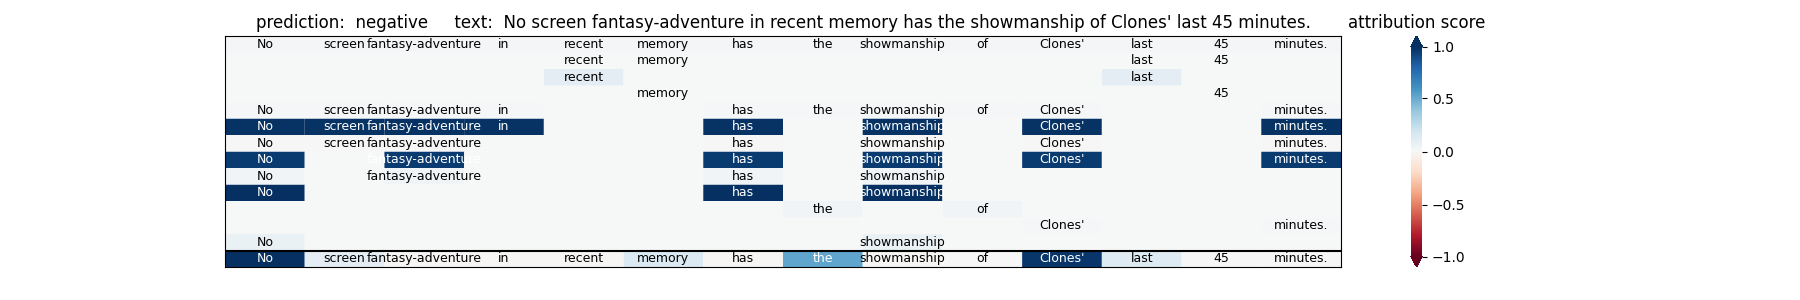 prediction:  negative     text:  No screen fantasy-adventure in recent memory has the showmanship of Clones' last 45 minutes.     attribution score
No screen fantasy-adventure in recent memory has the showmanship of Clones' last 45 minutes. 1.0
recent memory last 45
recent last
memory 45
No screen fantasy-adventure in has the showmanship of Clones' minutes. 0.5
No screen fantasy-adventure in has showmanship Clones' minutes.
No screen fantasy-adventure has showmanship Clones' minutes.
No fantasy-adventure has showmanship Clones' minutes. 0.0
No fantasy-adventure has showmanship
No has showmanship
the of −0.5
Clones' minutes.
No showmanship
No screen fantasy-adventure in recent memory has the showmanship of Clones' last 45 minutes. −1.0